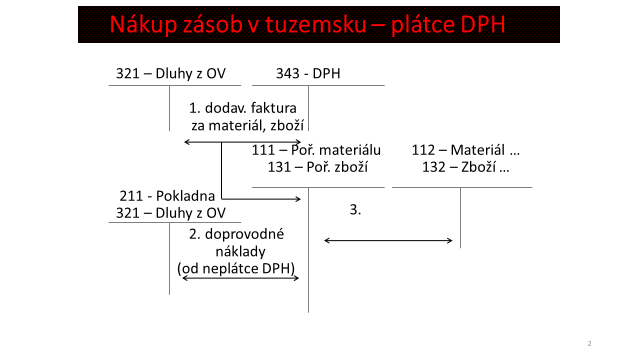 Nákup zásob v tuzemsku – plátce DPH
321 – Dluhy z OV
343 - DPH
1. dodav. faktura
za materiál, zboží
111 – Poř. materiálu
131 – Poř. zboží
112 – Materiál ...
132 – Zboží ...
211 - Pokladna
321 – Dluhy z OV
3.
2. doprovodné
náklady
(od neplátce DPH)
2